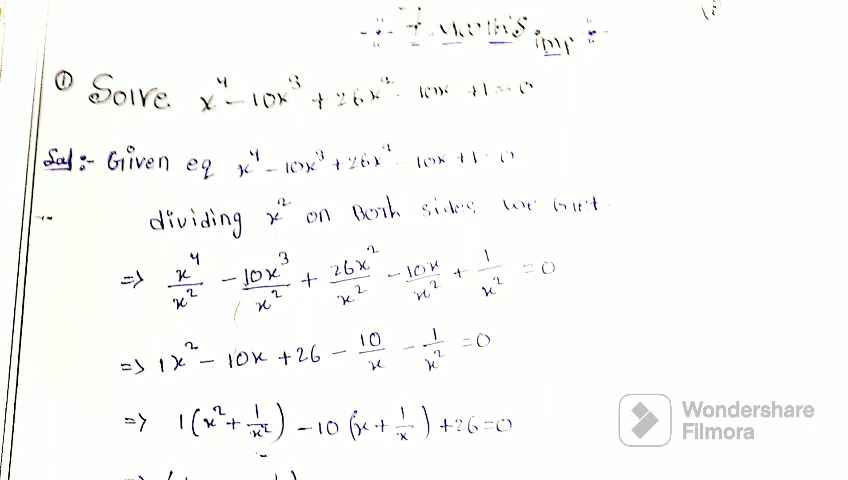 imp
① Solve x⁴ - 10x³ + 26x² - 10x + 1 = 0
Sol :- Given eq x⁴ - 10x³ + 26x² - 10x + 1 = 0
dividing x² on Both sides we Get.
=> x⁴/x² - 10x³/x² + 26x²/x² - 10x/x² + 1/x² = 0
=> 1x² - 10x + 26 - 10/x - 1/x² = 0
=> 1(x² + 1/x²) - 10(x + 1/x) + 26 = 0
Wondershare
Filmora